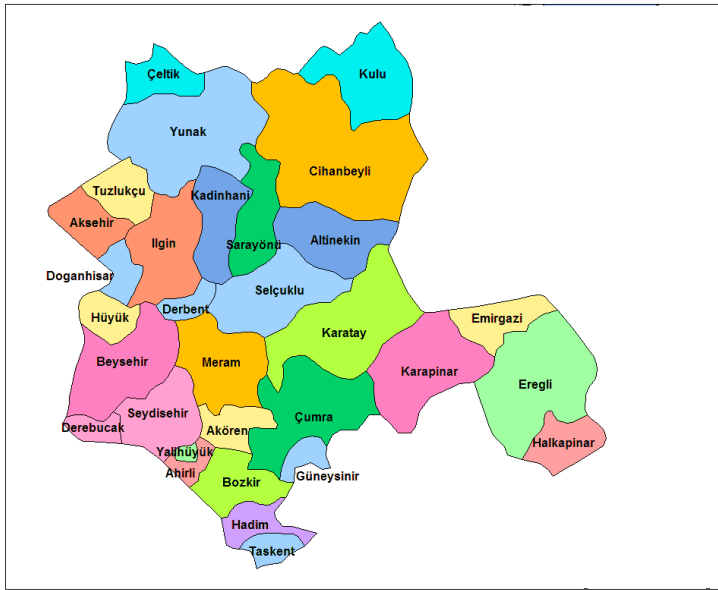 Çeltik
Kulu
Yunak
Cihanbeyli
Tuzlukçu
Kadinhani
Aksehir
Ilgin
Sarayönü
Altinekin
Doganhisar
Selçuklu
Derbent
Hüyük
Emirgazi
Karatay
Beysehir
Meram
Karapinar
Eregli
Seydisehir
Çumra
Derebucak
Akören
Halkapinar
Yalihüyük
Ahirli
Güneysinir
Bozkir
Hadim
Taskent